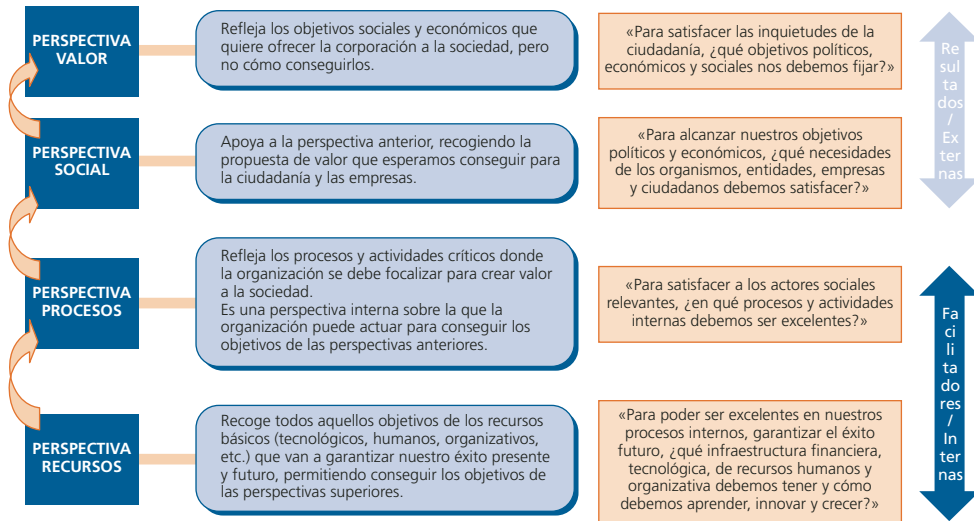 PERSPECTIVA
VALOR
Refleja los objetivos sociales y económicos que
quiere ofrecer la corporación a la sociedad, pero
no cómo conseguirlos.
«Para satisfacer las inquietudes de la
ciudadanía, ¿qué objetivos políticos,
económicos y sociales nos debemos fijar?»
PERSPECTIVA
SOCIAL
Apoya a la perspectiva anterior, recogiendo la
propuesta de valor que esperamos conseguir para
la ciudadanía y las empresas.
«Para alcanzar nuestros objetivos
políticos y económicos, ¿qué necesidades
de los organismos, entidades, empresas
y ciudadanos debemos satisfacer?»
Re
sul
ta
dos
/
Ex
ter
nas
PERSPECTIVA
PROCESOS
Refleja los procesos y actividades críticos donde
la organización se debe focalizar para crear valor
a la sociedad.
Es una perspectiva interna sobre la que la
organización puede actuar para conseguir los
objetivos de las perspectivas anteriores.
«Para satisfacer a los actores sociales
relevantes, ¿en qué procesos y actividades
internas debemos ser excelentes?»
PERSPECTIVA
RECURSOS
Recoge todos aquellos objetivos de los recursos
básicos (tecnológicos, humanos, organizativos,
etc.) que van a garantizar nuestro éxito presente
y futuro, permitiendo conseguir los objetivos de
las perspectivas superiores.
«Para poder ser excelentes en nuestros
procesos internos, garantizar el éxito
futuro, ¿qué infraestructura financiera,
tecnológica, de recursos humanos y
organizativa debemos tener y cómo
debemos aprender, innovar y crecer?»
Fa
ci
li
ta
do
res
/
In
ter
nas